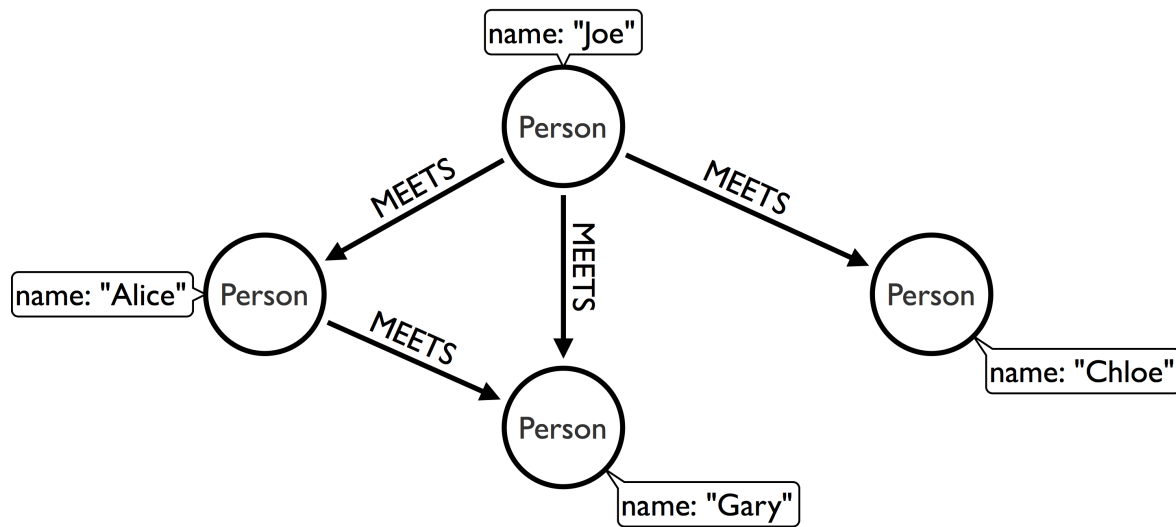 name: "Joe"
Person
MEETS
MEETS
MEETS
name: "Alice"
Person
Person
MEETS
name: "Chloe"
Person
name: "Gary"